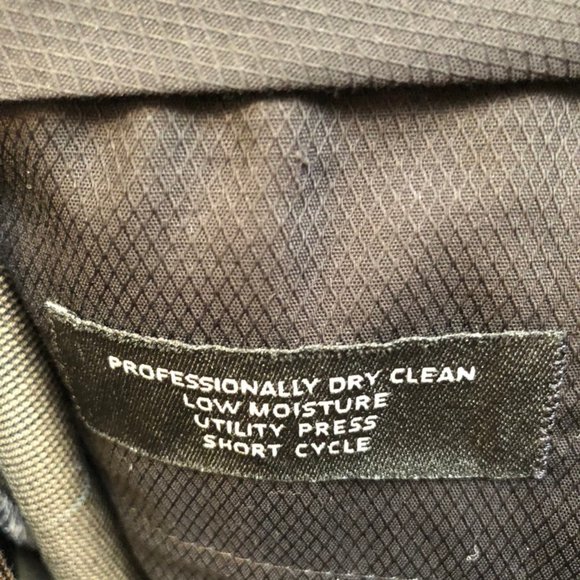 PROFESSIONALLY DRY CLEAN
LOW MOISTURE
UTILITY PRESS
SHORT CYCLE